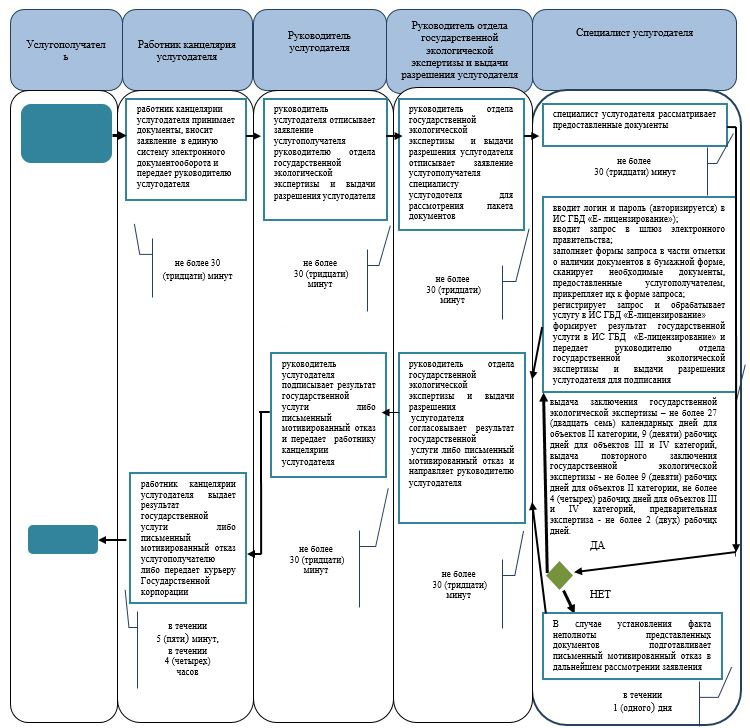 Услугополучател
ь
Работник канцелярия
услугодателя
Руководитель
услугодателя
Руководитель отдела
государственной
экологической
экспертизы и выдачи
разрешения услугодателя
Специалист услугодателя
работник канцелярии
услугодателя принимает
документы, вносит
заявление в единую
систему электронного
документооборота и
передает руководителю
услугодателя
руководитель
услугодателя отписывает
заявление
услугополучателя
руководителю отдела
государственной
экологической
экспертизы и выдачи
разрешения услугодателя
руководитель отдела
государственной
экологической
экспертизы и выдачи
разрешения услугодателя
отписывает заявление
услугополучателя
специалисту
услугодотеля для
рассмотрения пакета
документов
специалист услугодателя рассматривает
предоставленные документы
не более
30 (тридцати) минут
не более 30
(тридцати) минут
не более
30 (тридцати)
минут
не более
30 (тридцати)
минут
вводит логин и пароль (авторизируется) в
ИС ГБД «Е- лицензирование»);
вводит запрос в шлюз электронного
правительства;
заполняет формы запроса в части отметки
о наличии документов в бумажной форме,
сканирует необходимые документы,
предоставленные услугополучателем,
прикрепляет их к форме запроса;
регистрирует запрос и обрабатывает
услугу в ИС ГБД «Е-лицензирование»
формирует результат государственной
услуги в ИС ГБД «Е-лицензирование» и
передает руководителю отдела
государственной экологической
экспертизы и выдачи разрешения
услугодателя для подписания
руководитель
услугодателя
подписывает результат
государственной
услуги либо
письменный
мотивированный отказ
и передает работнику
канцелярии
услугодателя
руководитель отдела
государственной
экологической
экспертизы и выдачи
разрешения
услугодателя
согласовывает результат
государственной
услуги либо письменный
мотивированный отказ и
направляет руководителю
услугодателя
выдача заключения государственной
экологической экспертизы – не более 27
(двадцать семь) календарных дней для
объектов II категории, 9 (девяти) рабочих
дней для объектов III и IV категорий,
выдача повторного заключения
государственной экологической
экспертизы - не более 9 (девяти) рабочих
дней для объектов II категории, не более
4 (четырех) рабочих дней для объектов III
и IV категорий, предварительная
экспертиза - не более 2 (двух) рабочих
дней.
работник канцелярии
услугодателя выдает
результат
государственной
услуги либо
письменный
мотивированный отказ
услугополучателю
либо передает курьеру
Государственной
корпорации
не более
30 (тридцати)
минут
не более
30 (тридцати)
минут
ДА
НЕТ
в течении
5 (пяти) минут,
в течении
4 (четырех)
часов
В случае установления факта
неполноты представленных
документов подготавливает
письменный мотивированный отказ в
дальнейшем рассмотрении заявления
в течении
1 (одного) дня